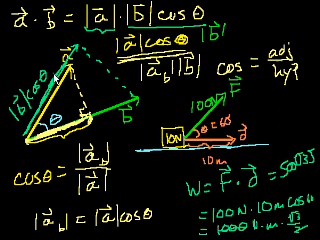 a⃗ · b⃗ = |a⃗| · |b⃗| cos θ
|a⃗| cos θ |b⃗|
|a⃗_b| |b⃗|
cos = adj/hyp
a⃗
|b⃗| cos θ
θ
b⃗
100N F⃗
10N θ=60° d⃗
10m
cos θ = |a⃗_b| / |a⃗|
|a⃗_b| = |a⃗| cos θ
W = F⃗ · d⃗ = 500√3 J
= 100N · 10m cos
= 1000 N·m · √3/2